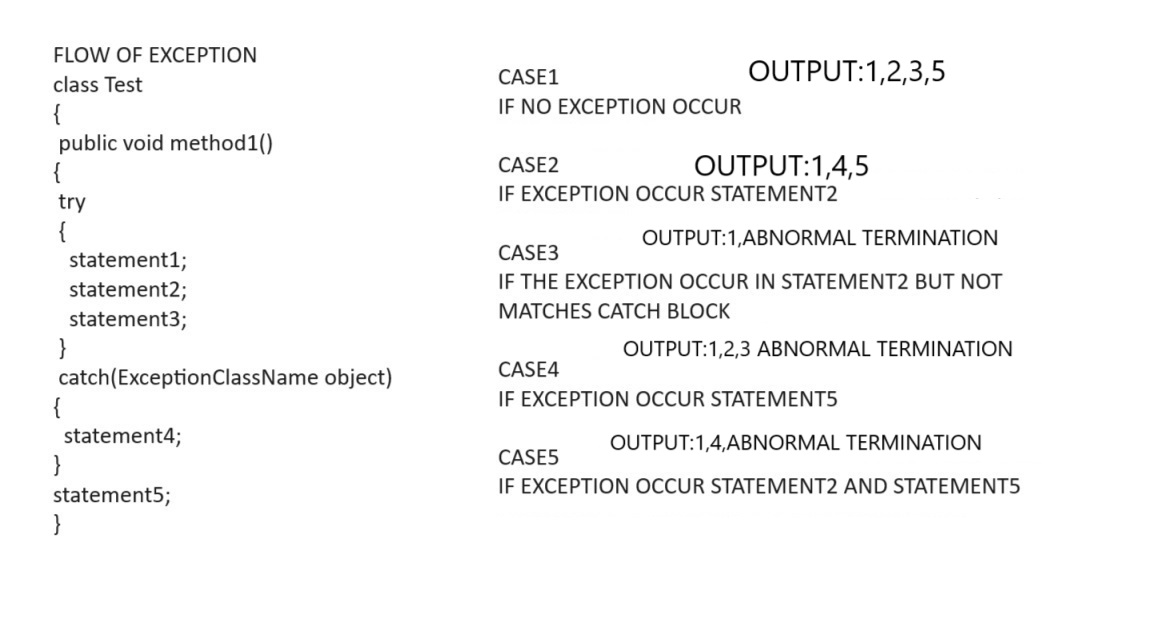 FLOW OF EXCEPTION
class Test
{
public void method1()
{
try
{
statement1;
statement2;
statement3;
}
catch(ExceptionClassName object)
{
statement4;
}
statement5;
}
CASE1
OUTPUT:1,2,3,5
IF NO EXCEPTION OCCUR
CASE2
OUTPUT:1,4,5
IF EXCEPTION OCCUR STATEMENT2
OUTPUT:1,ABNORMAL TERMINATION
CASE3
IF THE EXCEPTION OCCUR IN STATEMENT2 BUT NOT
MATCHES CATCH BLOCK
OUTPUT:1,2,3 ABNORMAL TERMINATION
CASE4
IF EXCEPTION OCCUR STATEMENT5
OUTPUT:1,4,ABNORMAL TERMINATION
CASE5
IF EXCEPTION OCCUR STATEMENT2 AND STATEMENT5